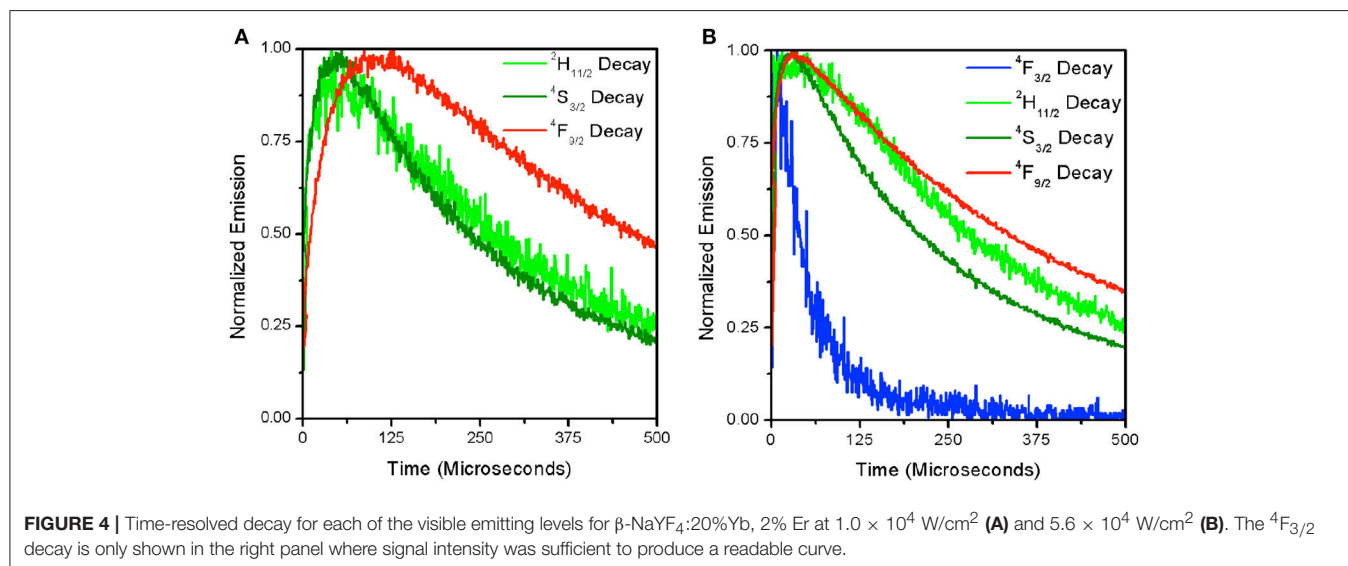 A
1.00
0.75
0.50
0.25
0.00
Normalized Emission
²H₁₁/₂ Decay
⁴S₃/₂ Decay
⁴F₉/₂ Decay
0 125 250 375 500
Time (Microseconds)
B
1.00
0.75
0.50
0.25
0.00
Normalized Emission
⁴F₃/₂ Decay
²H₁₁/₂ Decay
⁴S₃/₂ Decay
⁴F₉/₂ Decay
0 125 250 375 500
Time (Microseconds)
FIGURE 4 | Time-resolved decay for each of the visible emitting levels for β-NaYF₄:20%Yb, 2% Er at 1.0 × 10⁴ W/cm² (A) and 5.6 × 10⁴ W/cm² (B). The ⁴F₃/₂
decay is only shown in the right panel where signal intensity was sufficient to produce a readable curve.